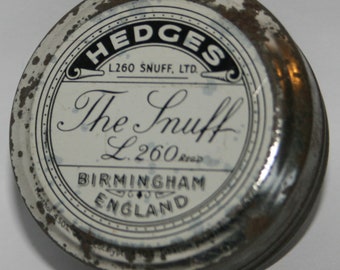 HEDGES
L260 SNUFF, LTD.
The Snuff
L.260 REGD
BIRMINGHAM
ENGLAND